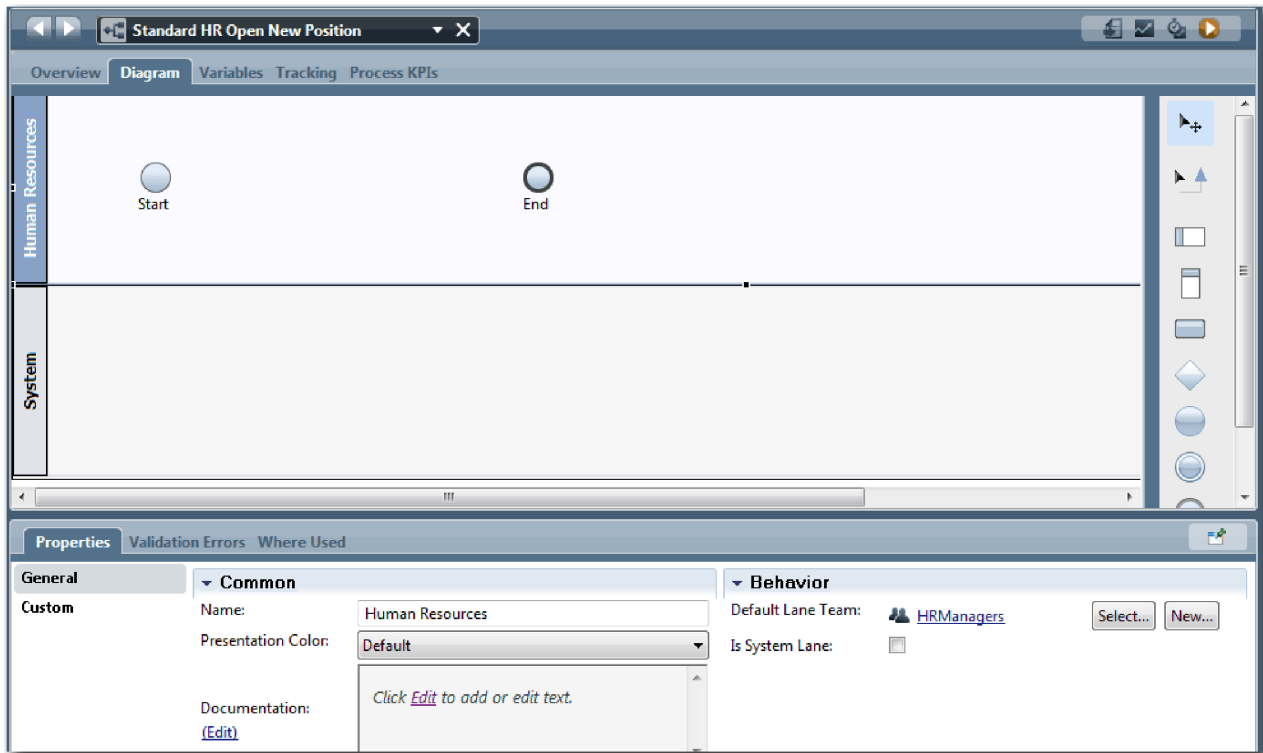 Standard HR Open New Position
Overview Diagram Variables Tracking Process KPIs
Human Resources
Start End
System
Properties Validation Errors Where Used
General
Custom
Common
Name: Human Resources
Presentation Color: Default
Documentation:
(Edit)
Click Edit to add or edit text.
Behavior
Default Lane Team: HRManagers Select... New...
Is System Lane: